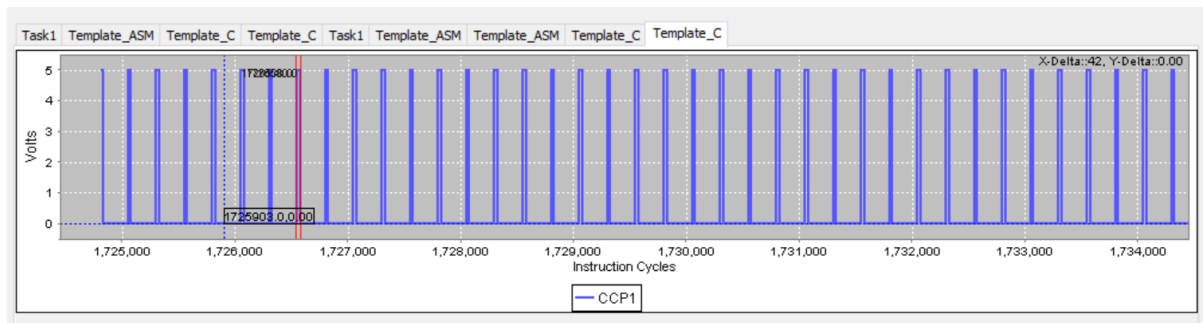 Task1 Template_ASM Template_C Template_C Task1 Template_ASM Template_ASM Template_C Template_C
X-Delta::42, Y-Delta::0.00
5
4
3
2
1
0
Volts
1725903.0,0.00
1,725,000 1,726,000 1,727,000 1,728,000 1,729,000 1,730,000 1,731,000 1,732,000 1,733,000 1,734,000
Instruction Cycles
CCP1